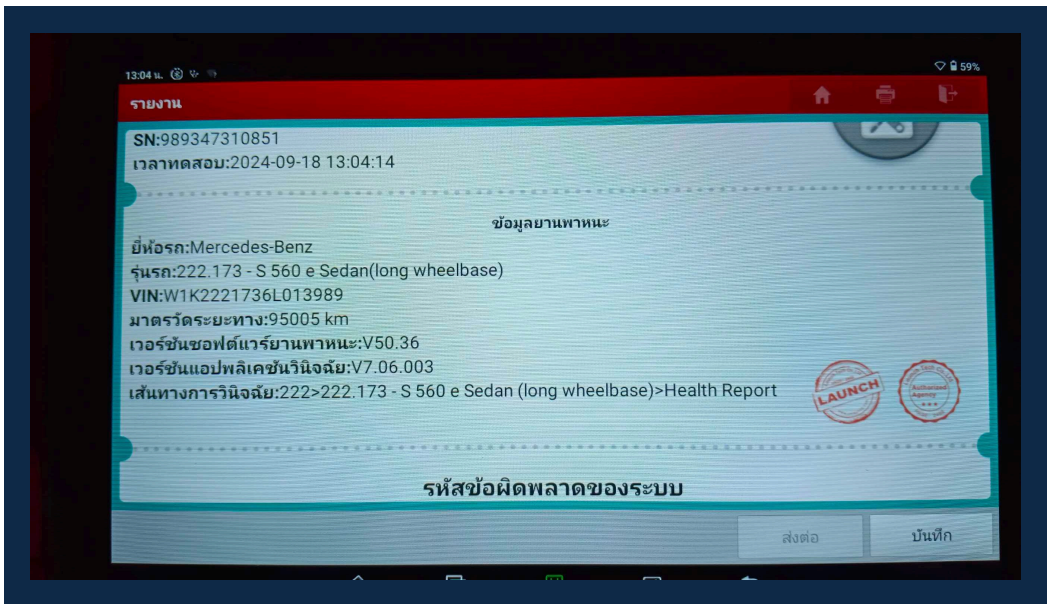 13:04 น.
59%
รายงาน
SN:989347310851
เวลาทดสอบ:2024-09-18 13:04:14
ข้อมูลยานพาหนะ
ยี่ห้อรถ:Mercedes-Benz
รุ่นรถ:222.173 - S 560 e Sedan(long wheelbase)
VIN:W1K2221736L013989
มาตรวัดระยะทาง:95005 km
เวอร์ชันซอฟต์แวร์ยานพาหนะ:V50.36
เวอร์ชันแอปพลิเคชันวินิจฉัย:V7.06.003
เส้นทางการวินิจฉัย:222>222.173 - S 560 e Sedan (long wheelbase)>Health Report
LAUNCH
Authorized
Agency
รหัสข้อผิดพลาดของระบบ
ส่งต่อ
บันทึก